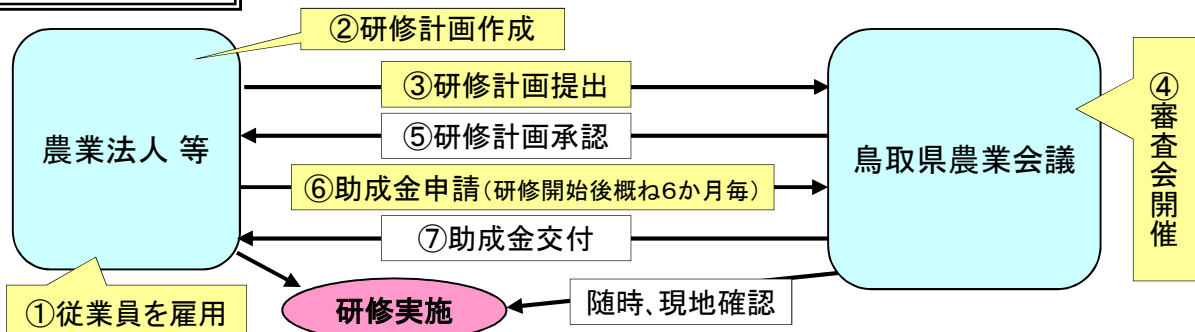 ②研修計画作成
③研修計画提出
⑤研修計画承認
農業法人 等
鳥取県農業会議
④審査会開催
⑥助成金申請(研修開始後概ね6か月毎)
⑦助成金交付
①従業員を雇用
研修実施
随時、現地確認